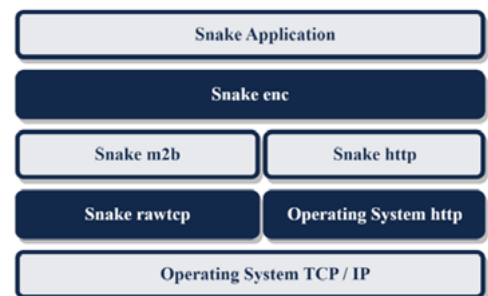 Snake Application
Snake enc
Snake m2b
Snake http
Snake rawtcp
Operating System http
Operating System TCP / IP